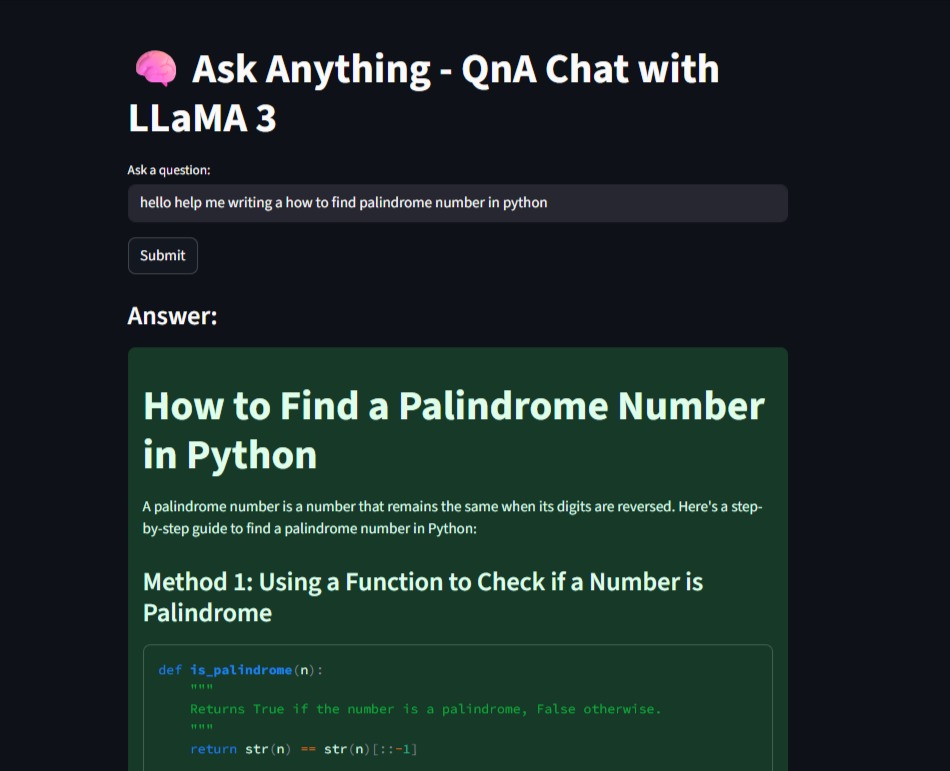 🧠 Ask Anything - QnA Chat with
LLaMA 3
Ask a question:
hello help me writing a how to find palindrome number in python
Submit
Answer:
How to Find a Palindrome Number
in Python
A palindrome number is a number that remains the same when its digits are reversed. Here's a step-
by-step guide to find a palindrome number in Python:
Method 1: Using a Function to Check if a Number is
Palindrome
def is_palindrome(n):
    """
    Returns True if the number is a palindrome, False otherwise.
    """
    return str(n) == str(n)[::-1]